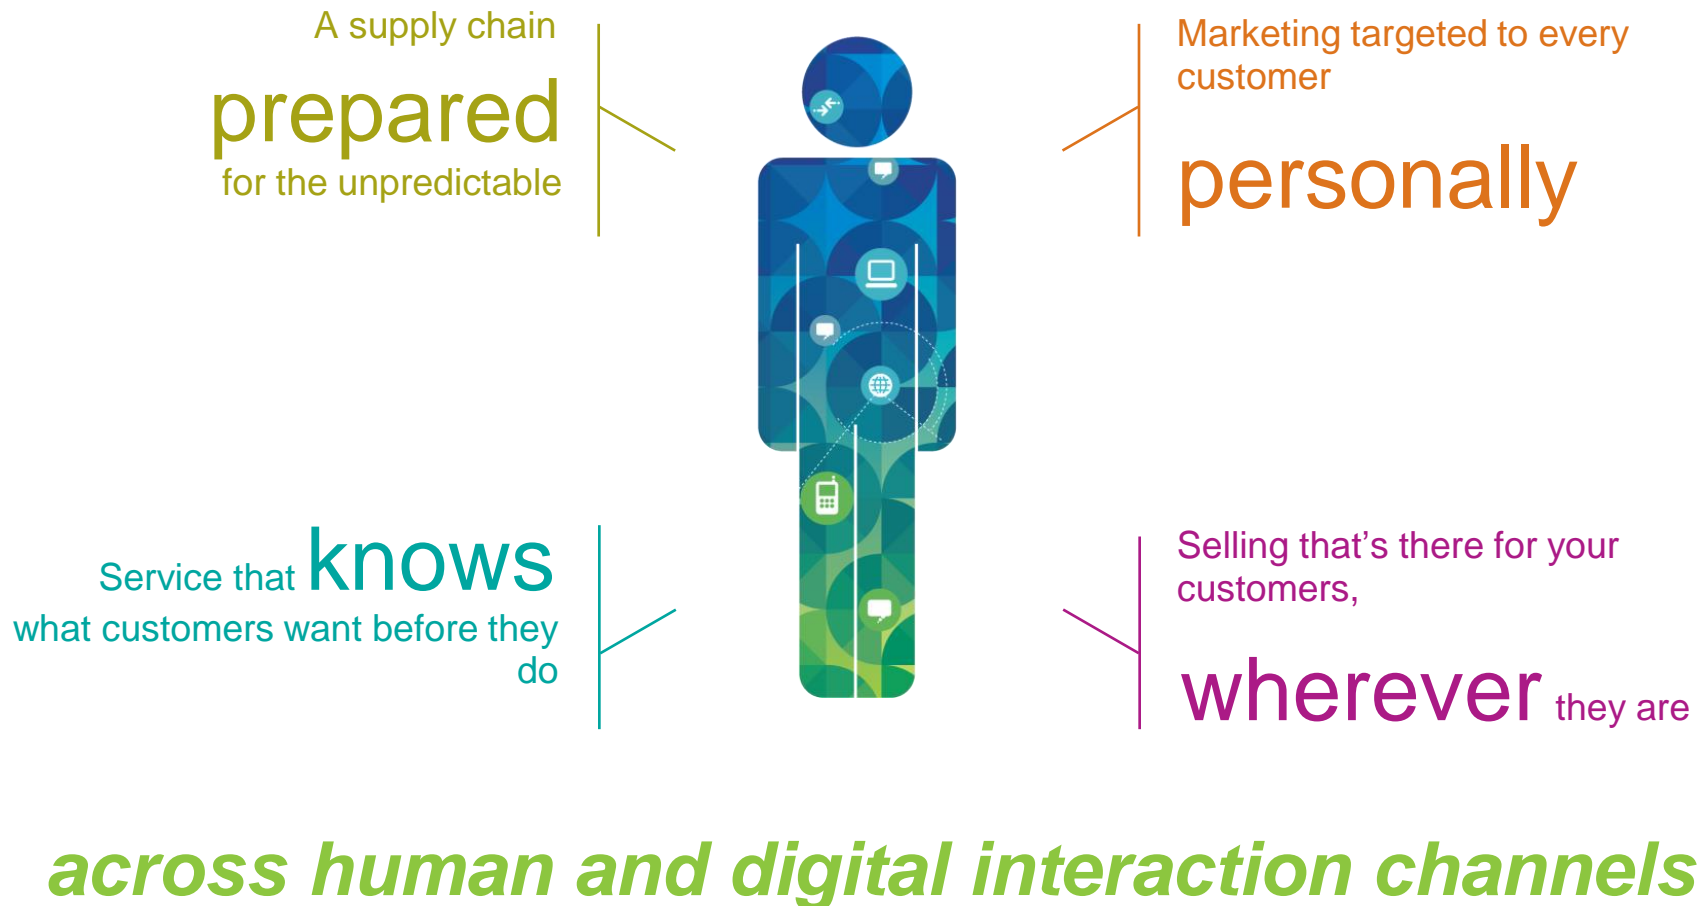 A supply chain
prepared
for the unpredictable
Marketing targeted to every
customer
personally
Service that knows
what customers want before they
do
Selling that’s there for your
customers,
wherever they are
across human and digital interaction channels